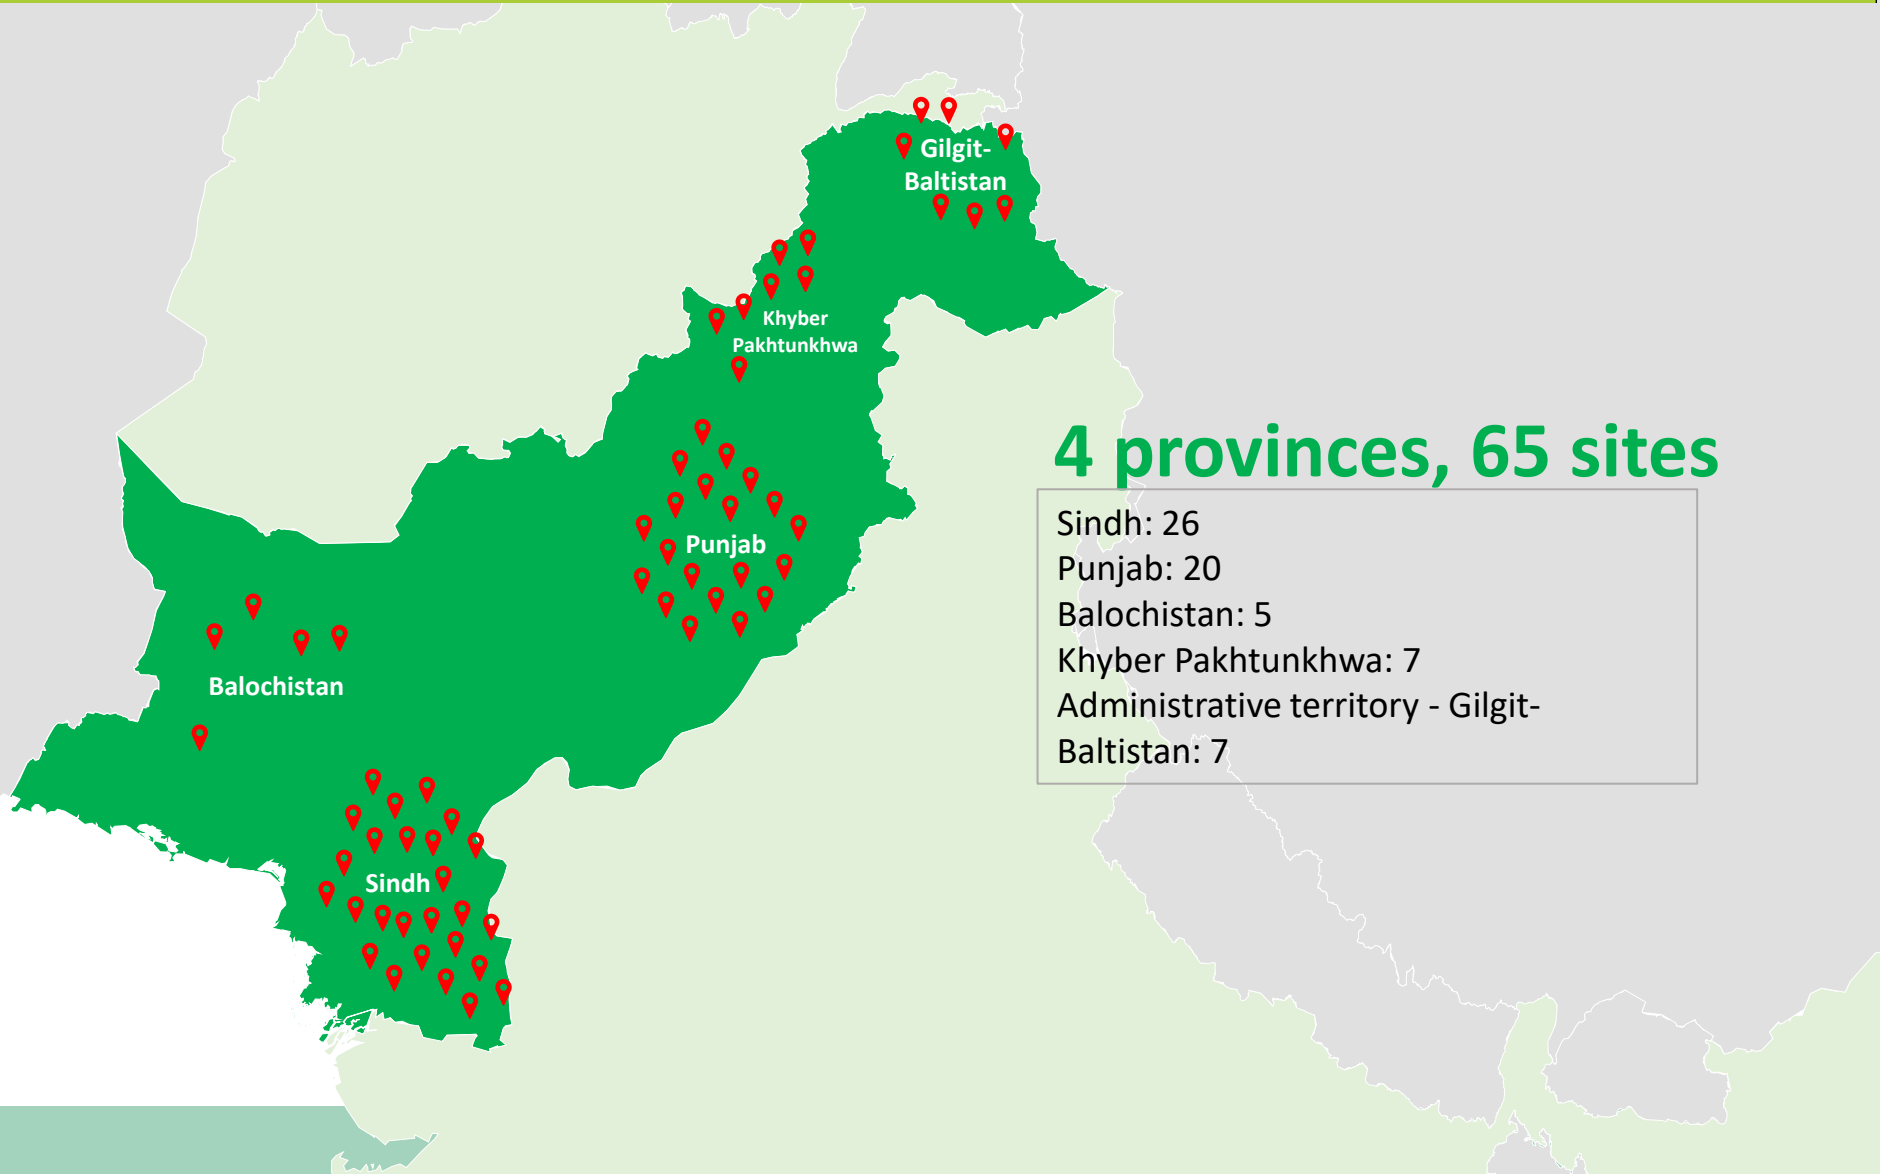 Gilgit-
Baltistan
Khyber
Pakhtunkhwa
4 provinces, 65 sites
Sindh: 26
Punjab: 20
Balochistan: 5
Khyber Pakhtunkhwa: 7
Administrative territory - Gilgit-
Baltistan: 7
Punjab
Balochistan
Sindh